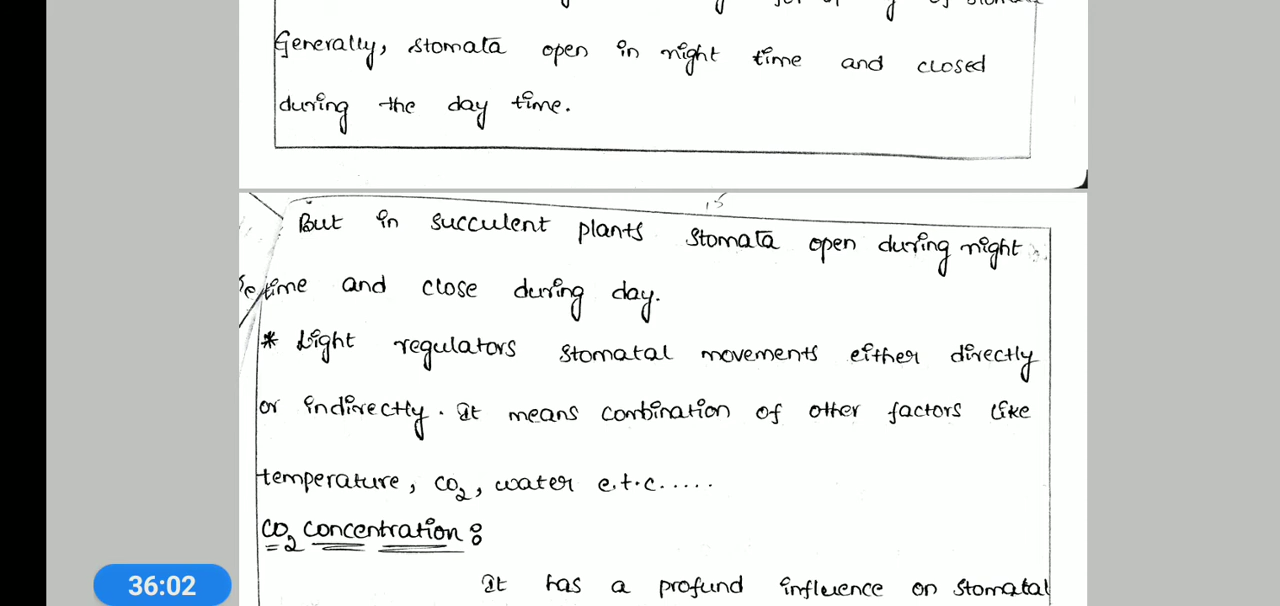 Generally, stomata open in night time and closed
during the day time.
15
But in succulent plants stomata open during night
time and close during day.
* Light regulators stomatal movements either directly
or indirectly. It means combination of other factors like
temperature, CO2, water e.t.c.....
CO2 concentration :
It has a profund influence on stomatal
36:02